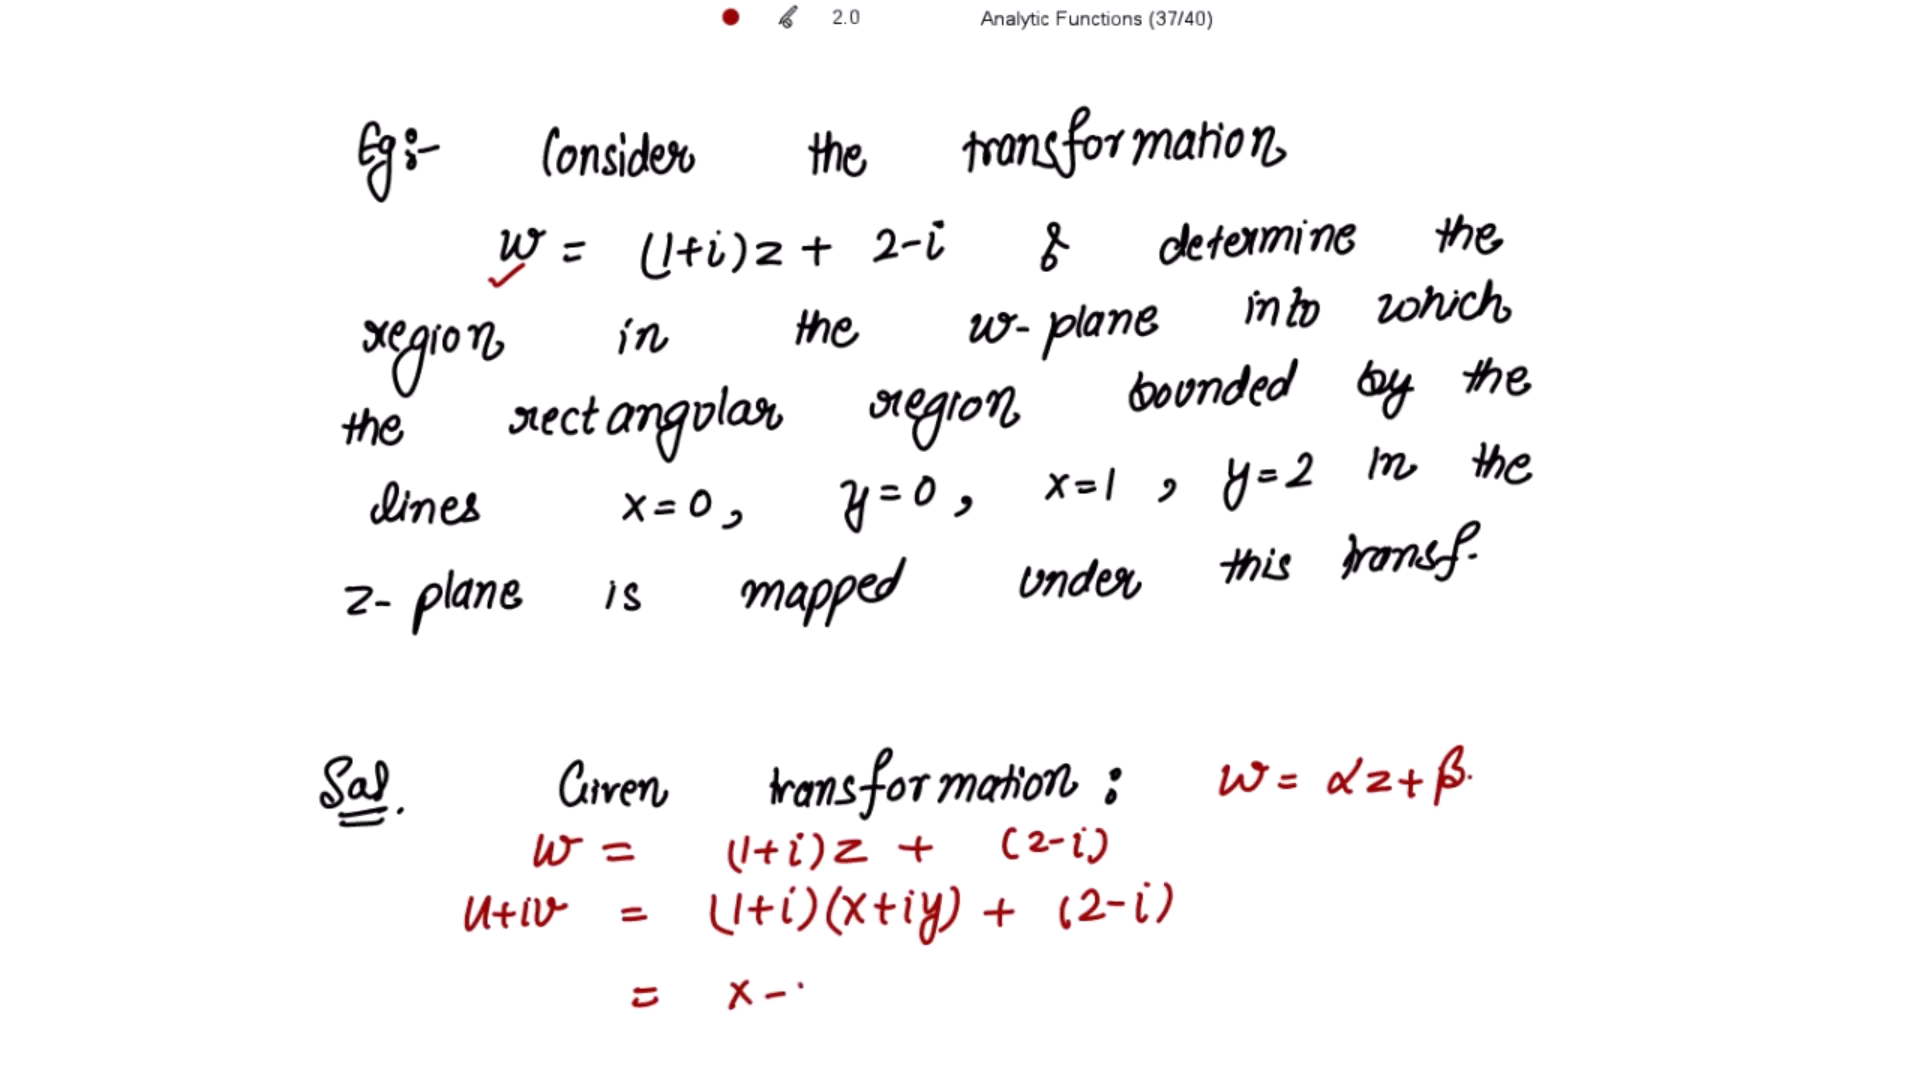 2.0 Analytic Functions (37/40)
Eg:- Consider the transformation
w = (1+i)z + 2-i & determine the
region in the w-plane into which
the rectangular region bounded by the
lines x=0, y=0, x=1, y=2 in the
z-plane is mapped under this transf.
Sol. Given transformation: w = αz+β.
w = (1+i)z + (2-i)
u+iv = (1+i)(x+iy) + (2-i)
= x-